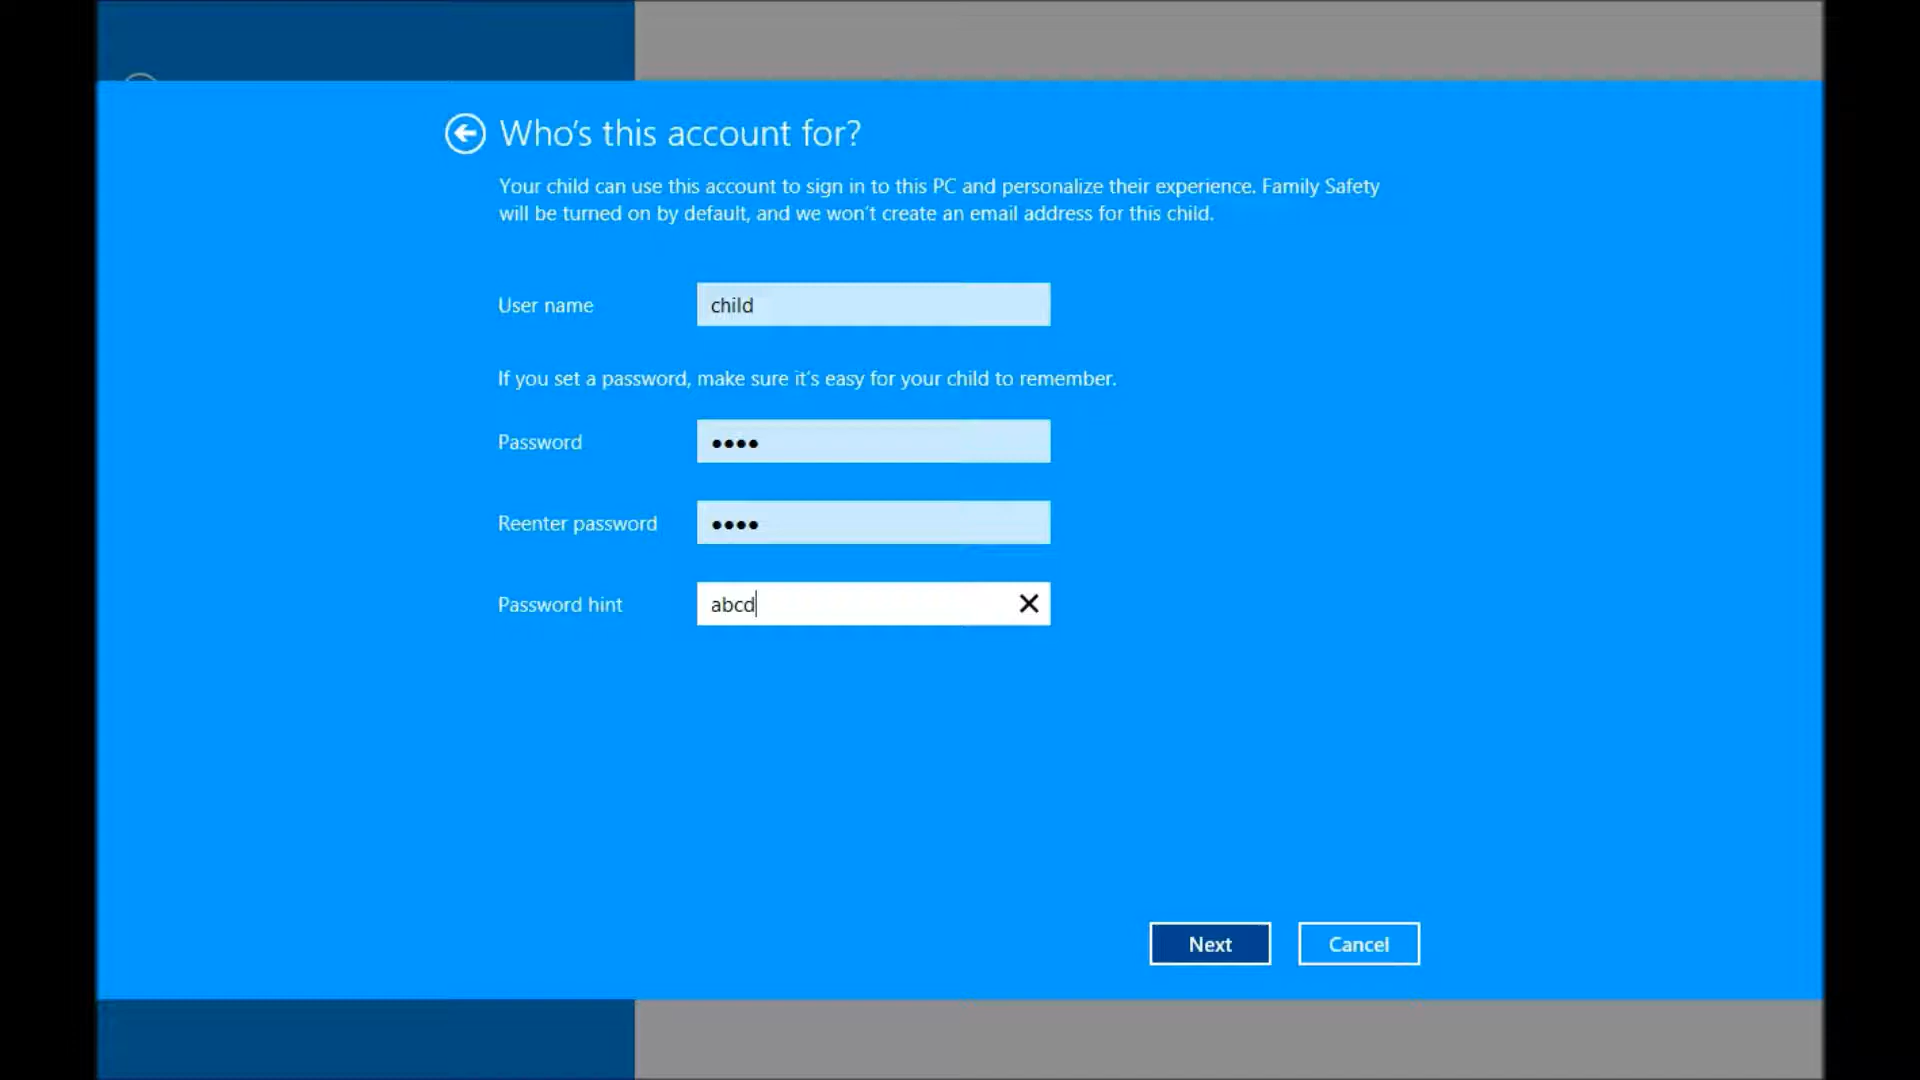 Who's this account for?
Your child can use this account to sign in to this PC and personalize their experience. Family Safety
will be turned on by default, and we won't create an email address for this child.
User name child
If you set a password, make sure it's easy for your child to remember.
Password ••••
Reenter password ••••
Password hint abcd
Next Cancel